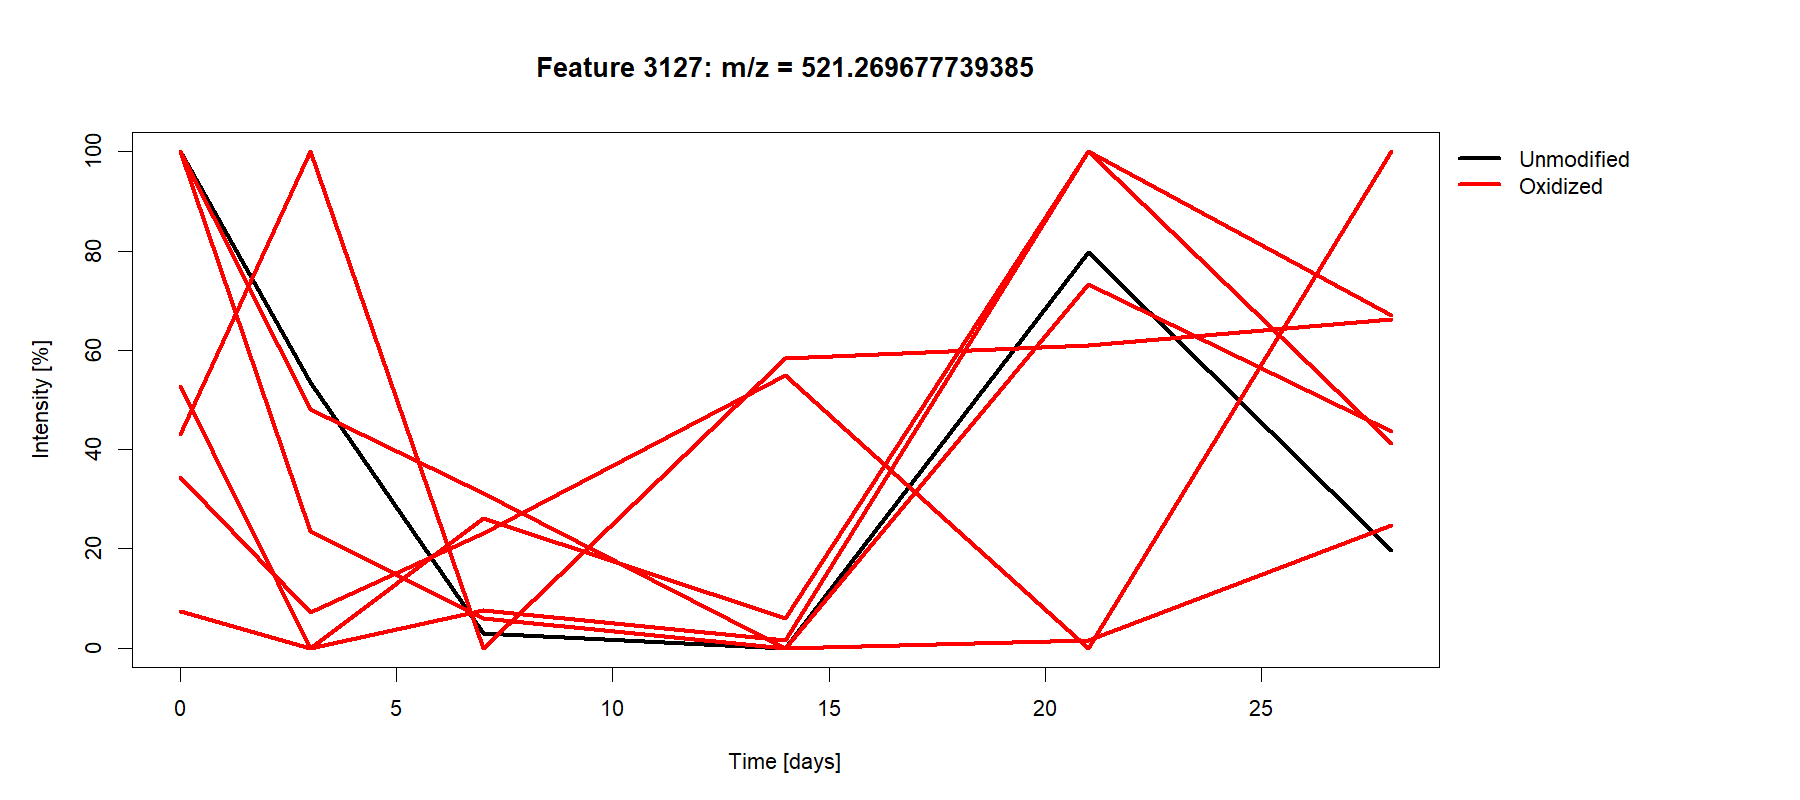 Feature 3127: m/z = 521.269677739385
Unmodified
Oxidized
Intensity [%]
100
80
60
40
20
0
0 5 10 15 20 25
Time [days]